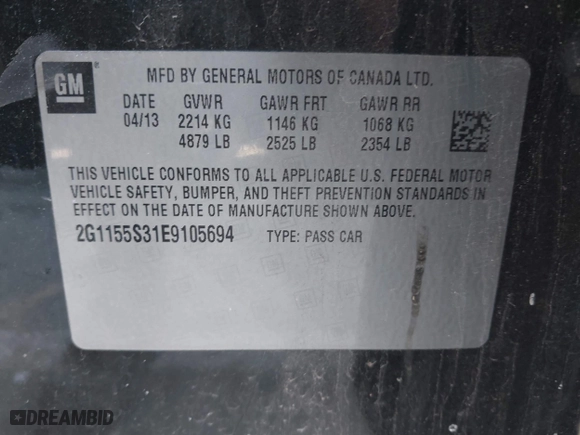 GM ®
MFD BY GENERAL MOTORS OF CANADA LTD.
DATE GVWR GAWR FRT GAWR RR
04/13 2214 KG 1146 KG 1068 KG
4879 LB 2525 LB 2354 LB
THIS VEHICLE CONFORMS TO ALL APPLICABLE U.S. FEDERAL MOTOR
VEHICLE SAFETY, BUMPER, AND THEFT PREVENTION STANDARDS IN
EFFECT ON THE DATE OF MANUFACTURE SHOWN ABOVE.
2G1155S31E9105694 TYPE: PASS CAR
DREAMBID